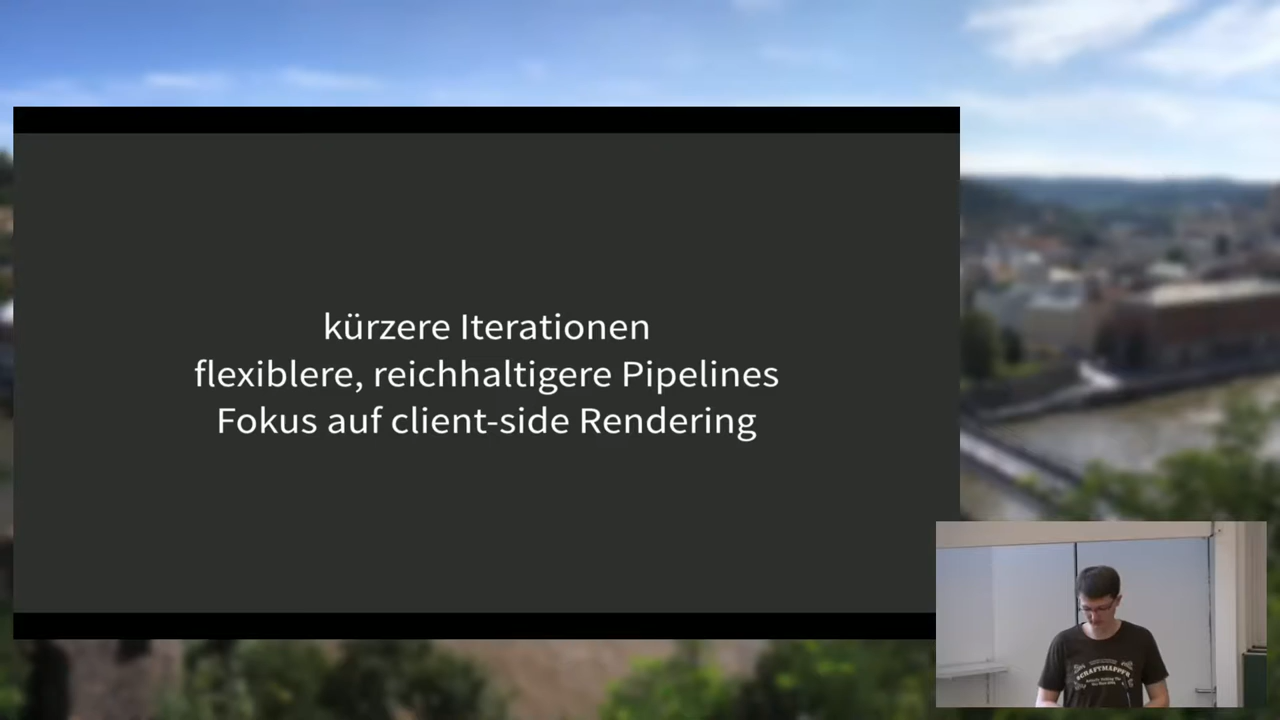 kürzere Iterationen
flexiblere, reichhaltigere Pipelines
Fokus auf client-side Rendering